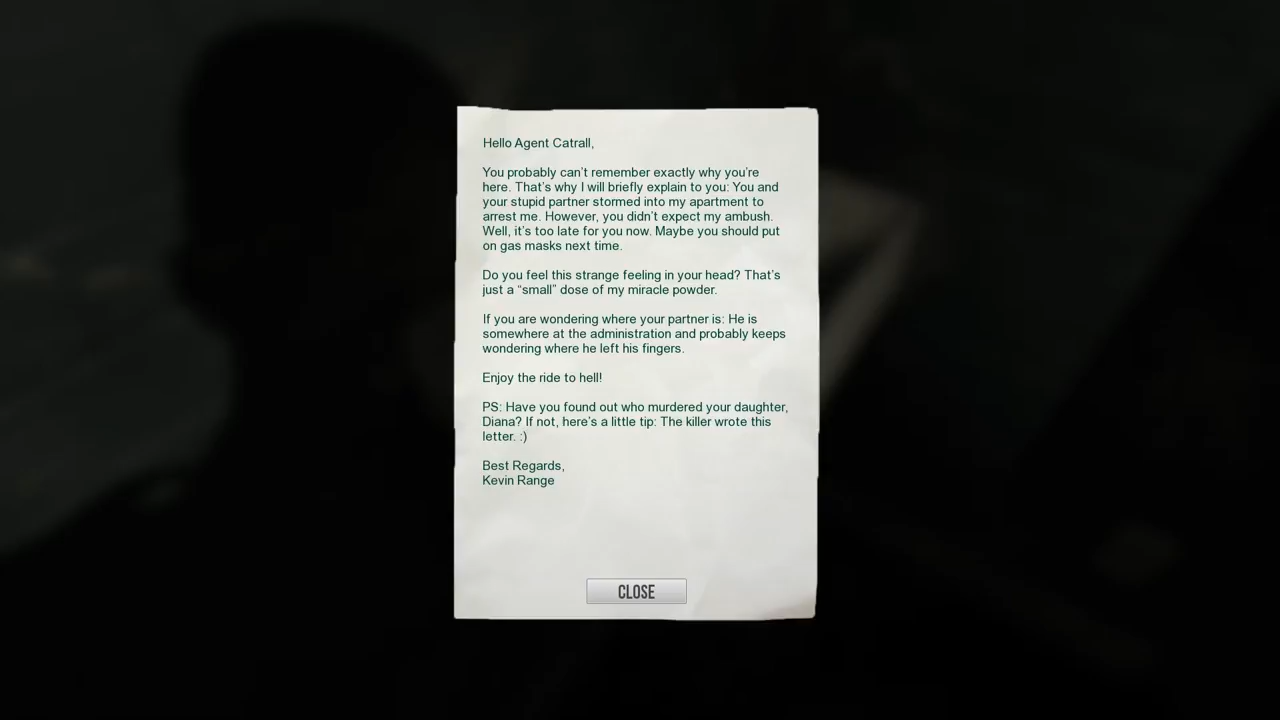 Hello Agent Catrall,
You probably can't remember exactly why you're
here. That's why I will briefly explain to you: You and
your stupid partner stormed into my apartment to
arrest me. However, you didn't expect my ambush.
Well, it's too late for you now. Maybe you should put
on gas masks next time.
Do you feel this strange feeling in your head? That's
just a “small” dose of my miracle powder.
If you are wondering where your partner is: He is
somewhere at the administration and probably keeps
wondering where he left his fingers.
Enjoy the ride to hell!
PS: Have you found out who murdered your daughter,
Diana? If not, here's a little tip: The killer wrote this
letter. :)
Best Regards,
Kevin Range
CLOSE